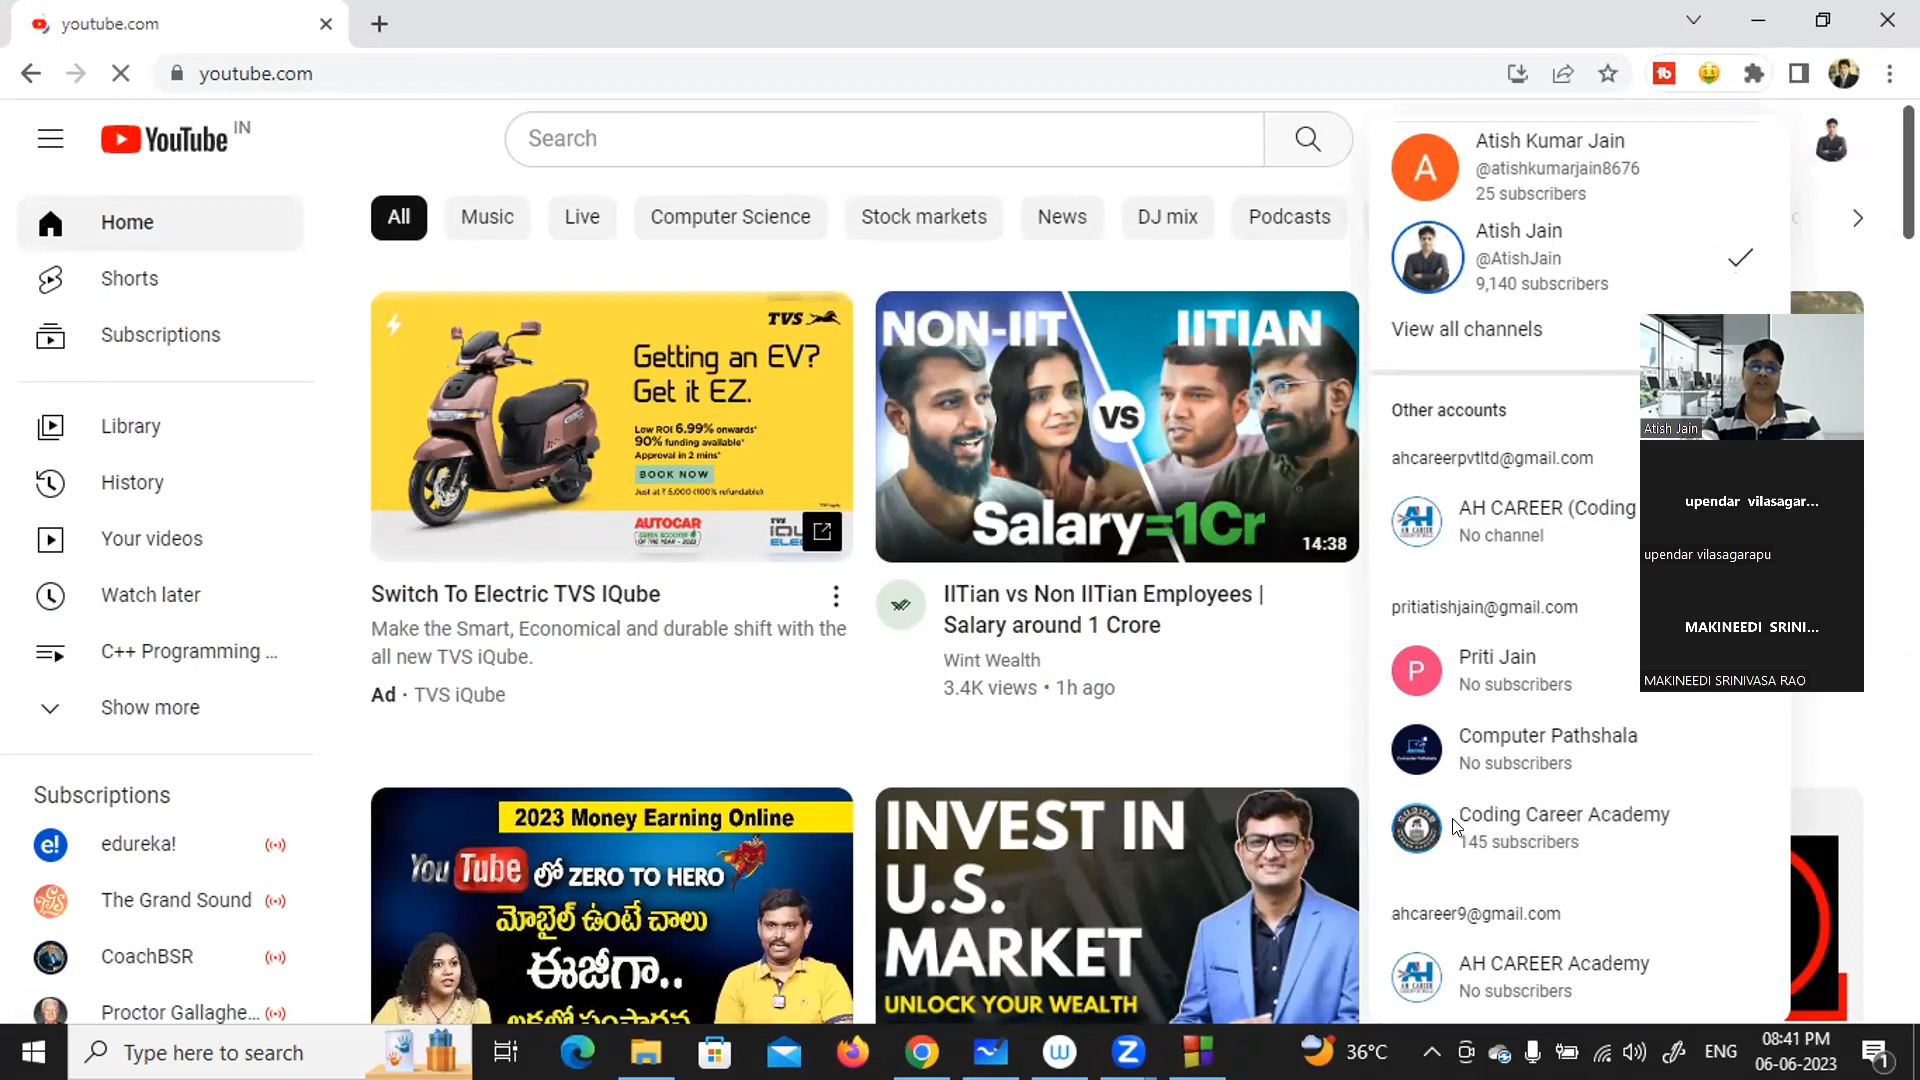 youtube.com
youtube.com
YouTube IN
Search
Home
Shorts
Subscriptions
Library
History
Your videos
Watch later
C++ Programming ...
Show more
Subscriptions
edureka!
The Grand Sound
CoachBSR
Proctor Gallaghe...
All
Music
Live
Computer Science
Stock markets
News
DJ mix
Podcasts
TVS
Getting an EV?
Get it EZ.
Low ROI 6.99% onwards*
90% funding available*
Approval in 2 mins*
BOOK NOW
Just at ₹ 5,000 (100% refundable)
AUTOCAR
Switch To Electric TVS IQube
Make the Smart, Economical and durable shift with the
all new TVS iQube.
Ad · TVS iQube
NON-IIT
IITIAN
VS
Salary=1Cr
14:38
IITian vs Non IITian Employees |
Salary around 1 Crore
Wint Wealth
3.4K views • 1h ago
2023 Money Earning Online
You Tube లో ZERO TO HERO
మోబైల్ ఉంటే చాలు
ఈజీగా..
INVEST IN
U.S.
MARKET
UNLOCK YOUR WEALTH
Atish Kumar Jain
@atishkumarjain8676
25 subscribers
Atish Jain
@AtishJain
9,140 subscribers
View all channels
Other accounts
ahcareerpvtltd@gmail.com
AH CAREER (Coding
No channel
pritiatishjain@gmail.com
P
Priti Jain
No subscribers
Computer Pathshala
No subscribers
Coding Career Academy
145 subscribers
ahcareer9@gmail.com
AH CAREER Academy
No subscribers
Atish Jain
upendar vilasagar...
upendar vilasagarapu
MAKINEEDI SRINI...
MAKINEEDI SRINIVASA RAO
Type here to search
36°C
ENG
08:41 PM
06-06-2023
1